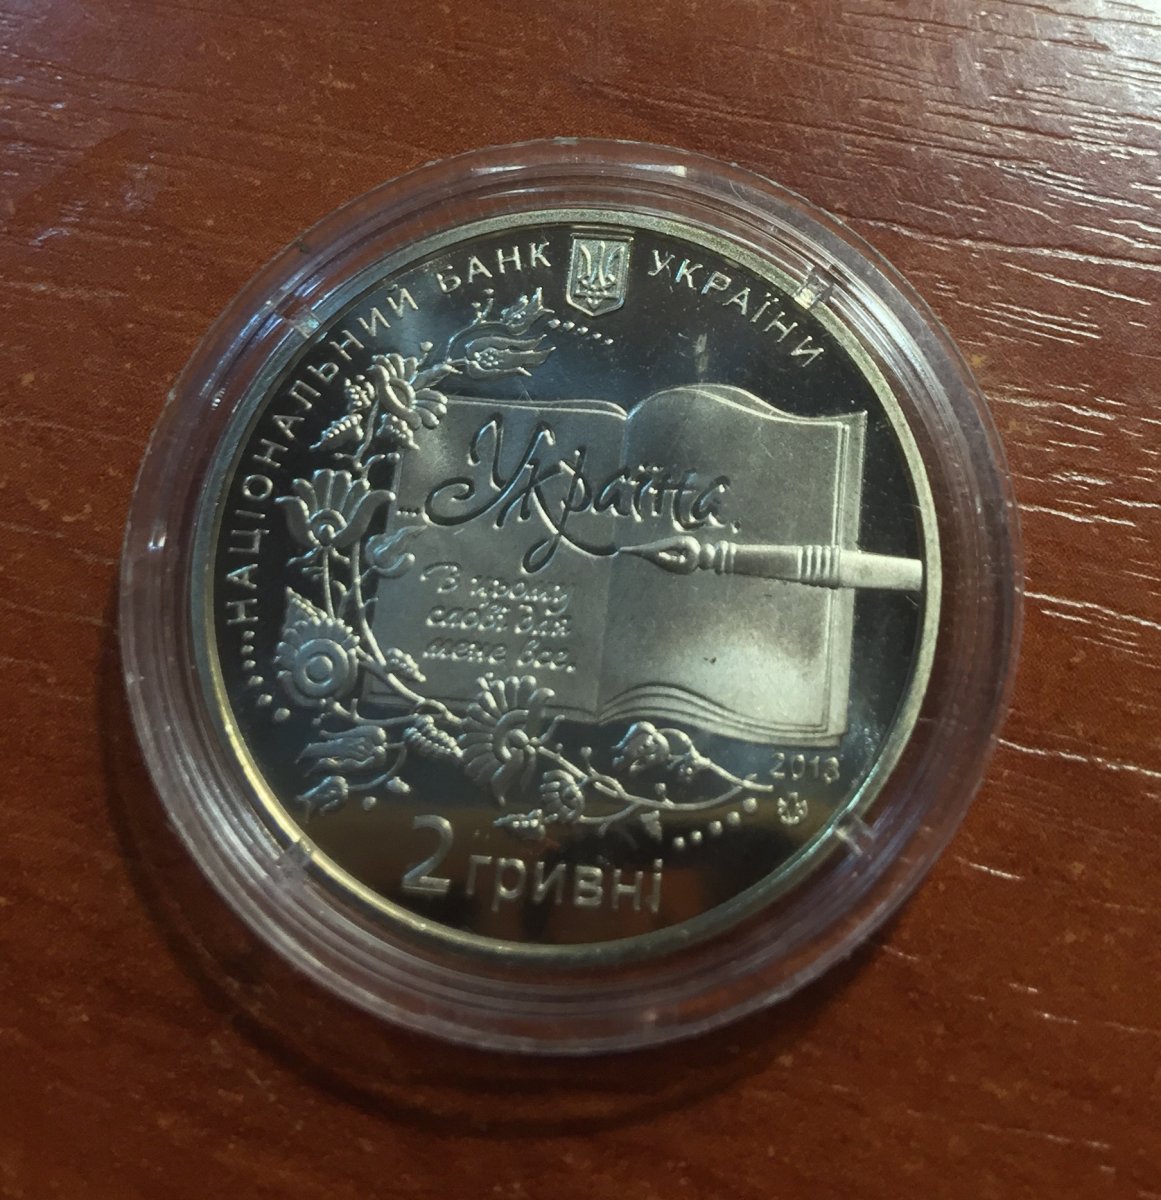 НАЦІОНАЛЬНИЙ БАНК УКРАЇНИ
...Україна.
В цьому
слові для
мене все.
2018
2 гривні